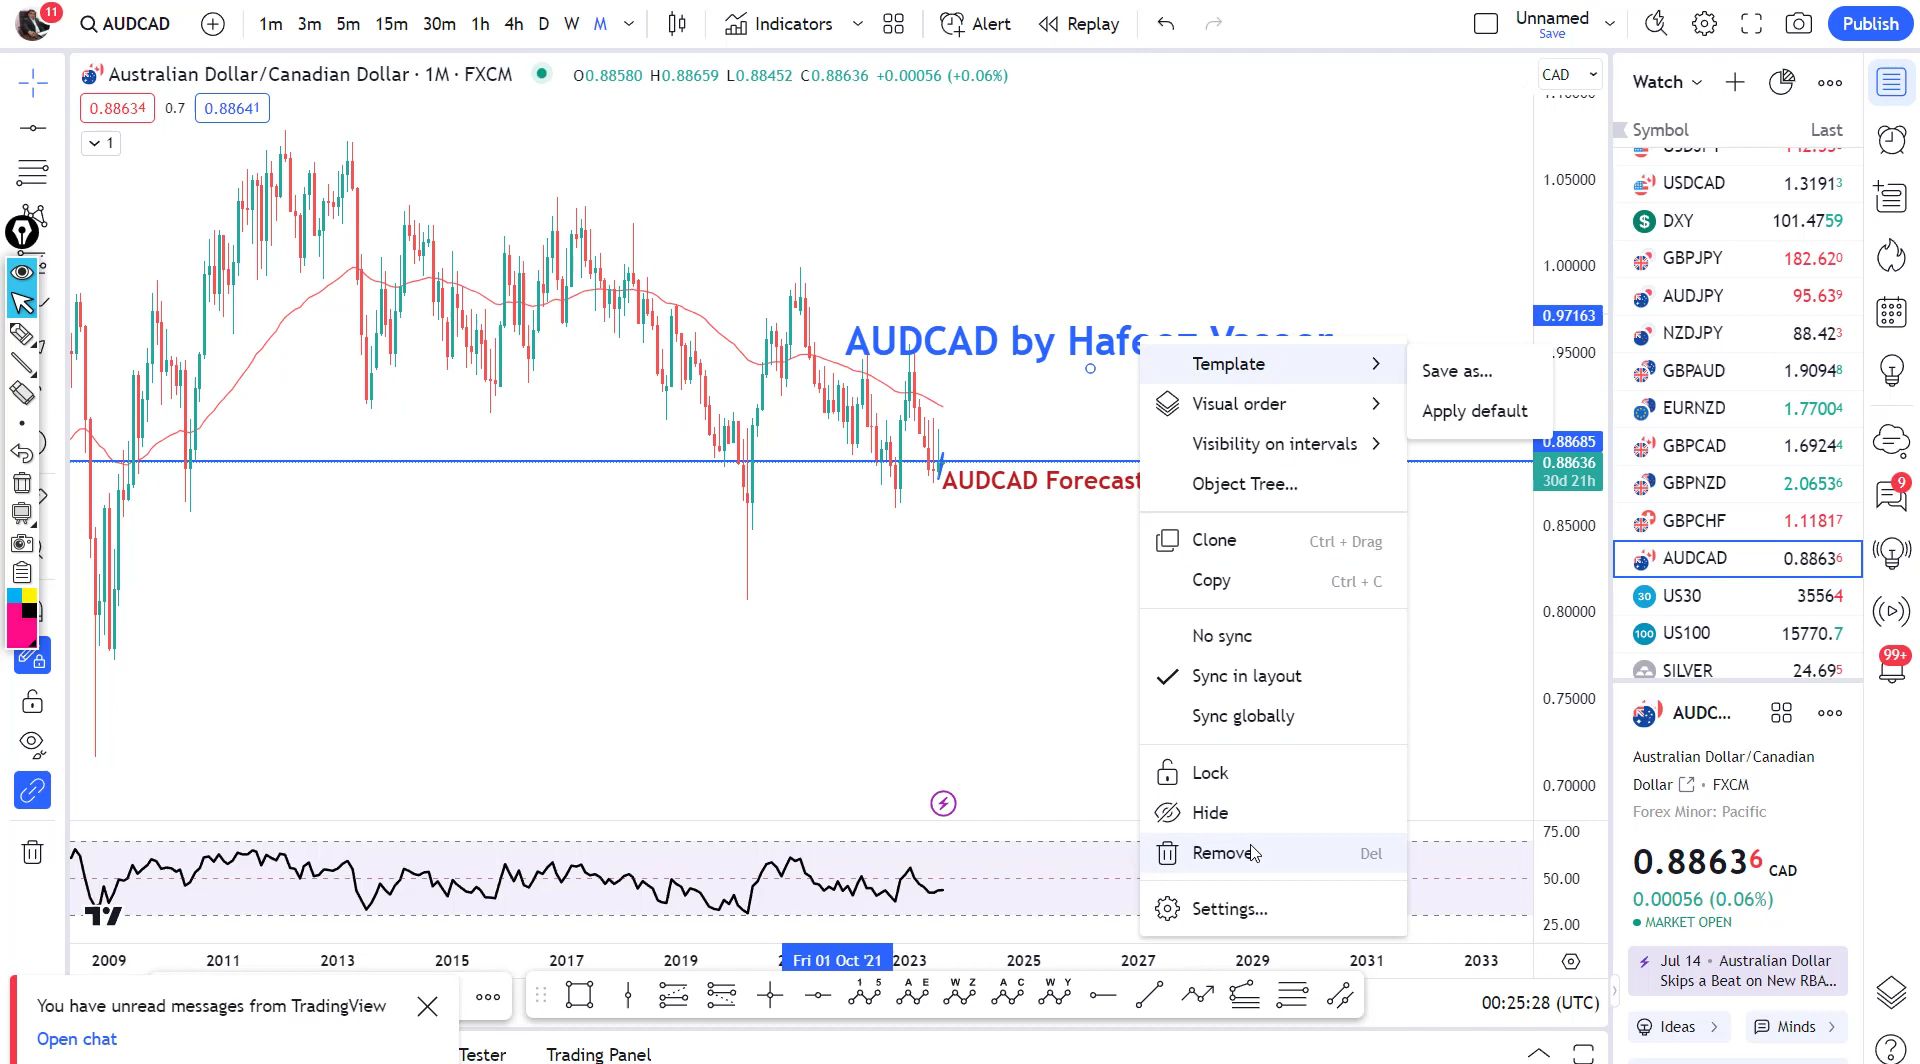 11
AUDCAD
1m 3m 5m 15m 30m 1h 4h D W M
Indicators
Alert
Replay
Unnamed
Save
Publish
Australian Dollar/Canadian Dollar · 1M · FXCM
O0.88580 H0.88659 L0.88452 C0.88636 +0.00056 (+0.06%)
CAD
0.88634 0.7 0.88641
1
1.05000
1.00000
0.97163
.95000
0.88685
0.88636
30d 21h
0.85000
0.80000
0.75000
0.70000
75.00
50.00
25.00
AUDCAD by
AUDCAD Forecast
Template
Save as...
Apply default
Visual order
Visibility on intervals
Object Tree...
Clone Ctrl + Drag
Copy Ctrl + C
No sync
Sync in layout
Sync globally
Lock
Hide
Remove Del
Settings...
2009 2011 2013 2015 2017 2019 Fri 01 Oct '21 2023 2025 2027 2029 2031 2033
You have unread messages from TradingView
Open chat
1 5
A E
W Z
A C
W Y
00:25:28 (UTC)
Tester
Trading Panel
Watch
Symbol Last
USDCAD 1.31913
DXY 101.4759
GBPJPY 182.620
AUDJPY 95.639
NZDJPY 88.423
GBPAUD 1.90948
EURNZD 1.77004
GBPCAD 1.69244
GBPNZD 2.06536
GBPCHF 1.11817
AUDCAD 0.88636
30 US30 35564
100 US100 15770.7
SILVER 24.695
9
99+
AUDC...
Australian Dollar/Canadian
Dollar • FXCM
Forex Minor: Pacific
0.88636 CAD
0.00056 (0.06%)
MARKET OPEN
Jul 14 • Australian Dollar
Skips a Beat on New RBA...
Ideas
Minds